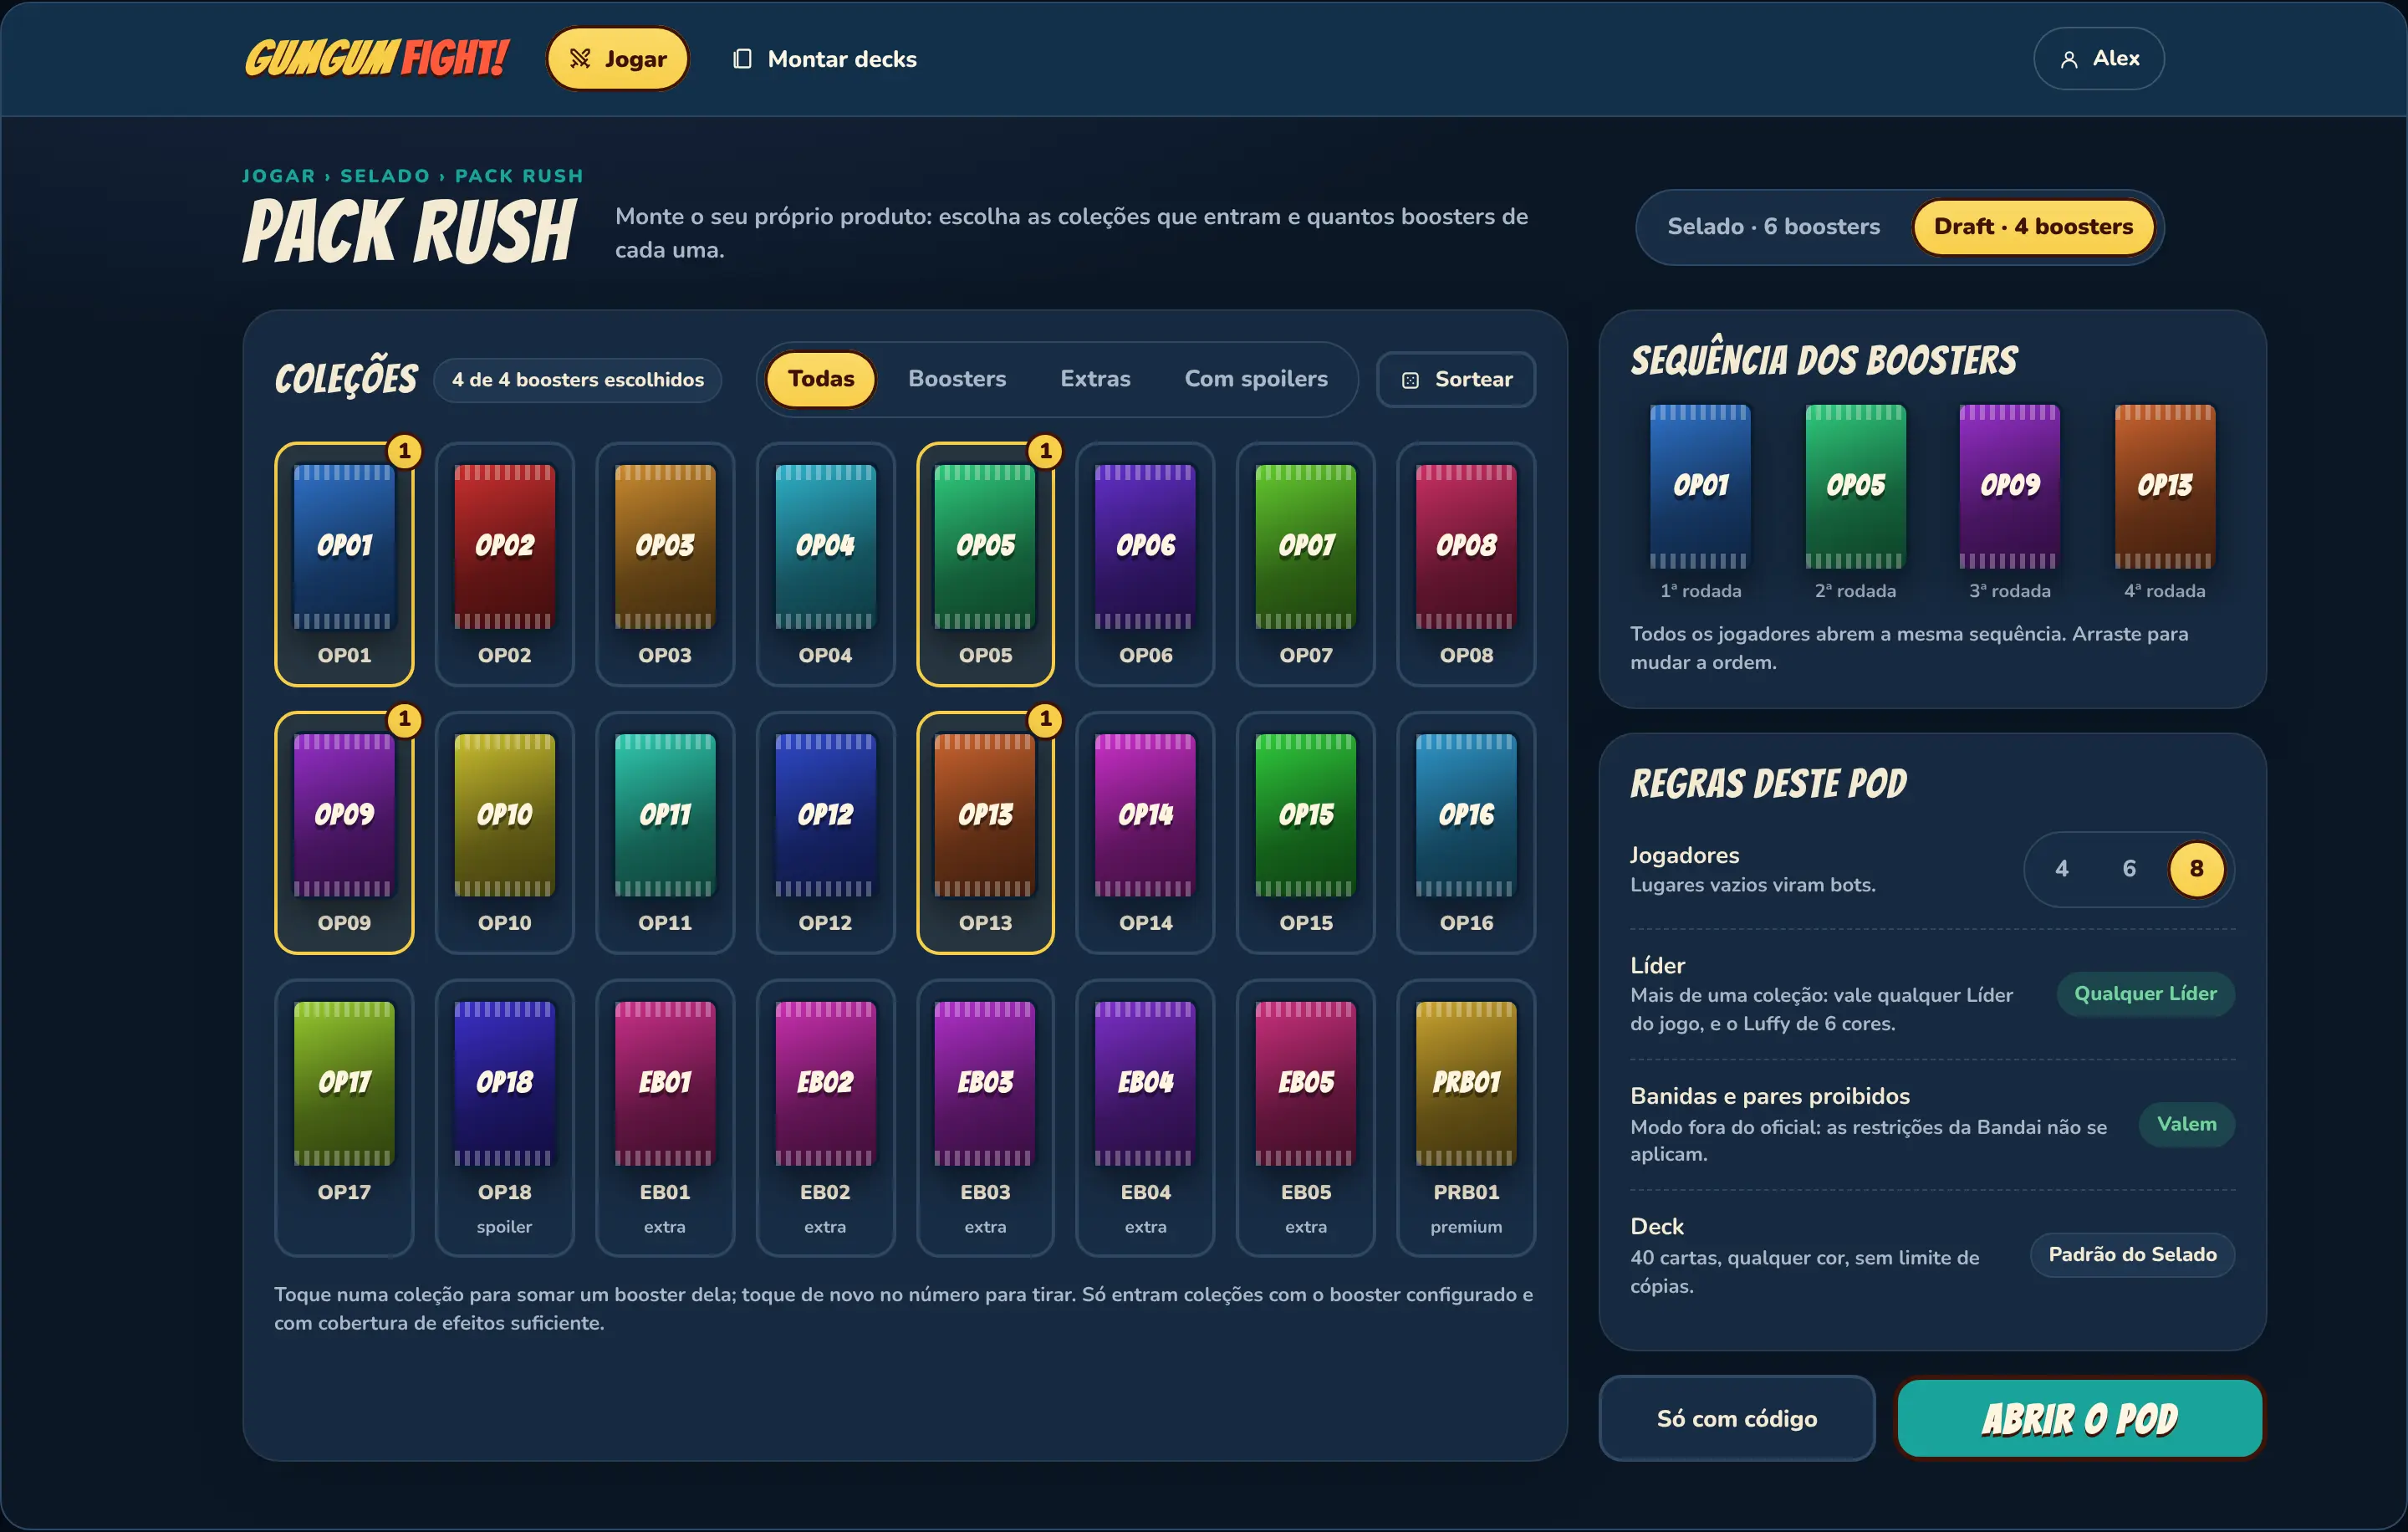 GUMGUM FIGHT!
Jogar
Montar decks
Alex
JOGAR › SELADO › PACK RUSH
PACK RUSH
Monte o seu próprio produto: escolha as coleções que entram e quantos boosters de
cada uma.
Selado · 6 boosters
Draft · 4 boosters
COLEÇÕES
4 de 4 boosters escolhidos
Todas
Boosters
Extras
Com spoilers
Sortear
1
1
OP01
OP02
OP03
OP04
OP05
OP06
OP07
OP08
OP01
OP02
OP03
OP04
OP05
OP06
OP07
OP08
1
1
OP09
OP10
OP11
OP12
OP13
OP14
OP15
OP16
OP09
OP10
OP11
OP12
OP13
OP14
OP15
OP16
OP17
OP18
EB01
EB02
EB03
EB04
EB05
PRB01
OP17
OP18
EB01
EB02
EB03
EB04
EB05
PRB01
spoiler
extra
extra
extra
extra
extra
premium
Toque numa coleção para somar um booster dela; toque de novo no número para tirar. Só entram coleções com o booster configurado e
com cobertura de efeitos suficiente.
SEQUÊNCIA DOS BOOSTERS
OP01
OP05
OP09
OP13
1ª rodada
2ª rodada
3ª rodada
4ª rodada
Todos os jogadores abrem a mesma sequência. Arraste para
mudar a ordem.
REGRAS DESTE POD
Jogadores
Lugares vazios viram bots.
4
6
8
Líder
Mais de uma coleção: vale qualquer Líder
do jogo, e o Luffy de 6 cores.
Qualquer Líder
Banidas e pares proibidos
Modo fora do oficial: as restrições da Bandai não se
aplicam.
Valem
Deck
40 cartas, qualquer cor, sem limite de
cópias.
Padrão do Selado
Só com código
ABRIR O POD